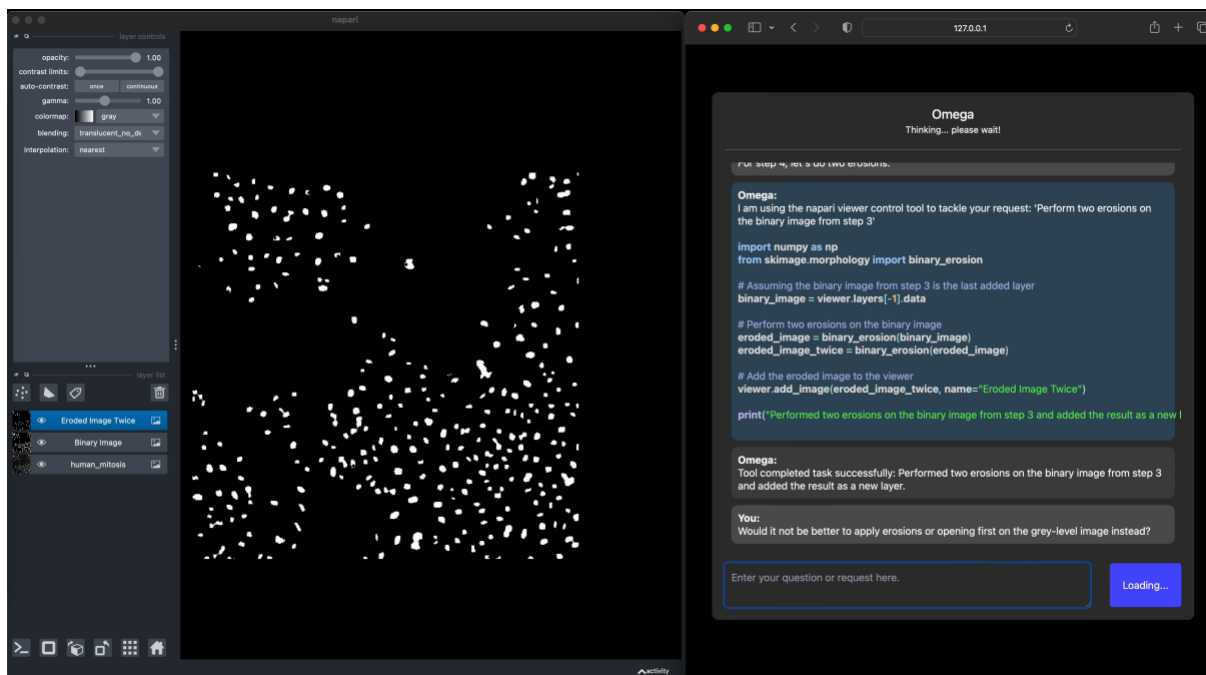 napari
layer controls
opacity: 1.00
contrast limits:
auto-contrast: once continuous
gamma: 1.00
colormap: gray
blending: translucent_no_de
interpolation: nearest
layer list
Eroded Image Twice
Binary Image
human_mitosis
activity
127.0.0.1
Omega
Thinking... please wait!
For step 4, let's do two erosions.
Omega:
I am using the napari viewer control tool to tackle your request: 'Perform two erosions on
the binary image from step 3'
import numpy as np
from skimage.morphology import binary_erosion
# Assuming the binary image from step 3 is the last added layer
binary_image = viewer.layers[-1].data
# Perform two erosions on the binary image
eroded_image = binary_erosion(binary_image)
eroded_image_twice = binary_erosion(eroded_image)
# Add the eroded image to the viewer
viewer.add_image(eroded_image_twice, name="Eroded Image Twice")
print("Performed two erosions on the binary image from step 3 and added the result as a new l
Omega:
Tool completed task successfully: Performed two erosions on the binary image from step 3
and added the result as a new layer.
You:
Would it not be better to apply erosions or opening first on the grey-level image instead?
Enter your question or request here.
Loading...